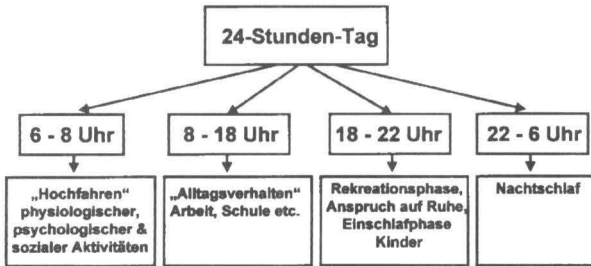 24-Stunden-Tag
6 - 8 Uhr
8 - 18 Uhr
18 - 22 Uhr
22 - 6 Uhr
„Hochfahren“
physiologischer,
psychologischer &
sozialer Aktivitäten
„Alltagsverhalten“
Arbeit, Schule etc.
Rekreationsphase,
Anspruch auf Ruhe,
Einschlafphase
Kinder
Nachtschlaf